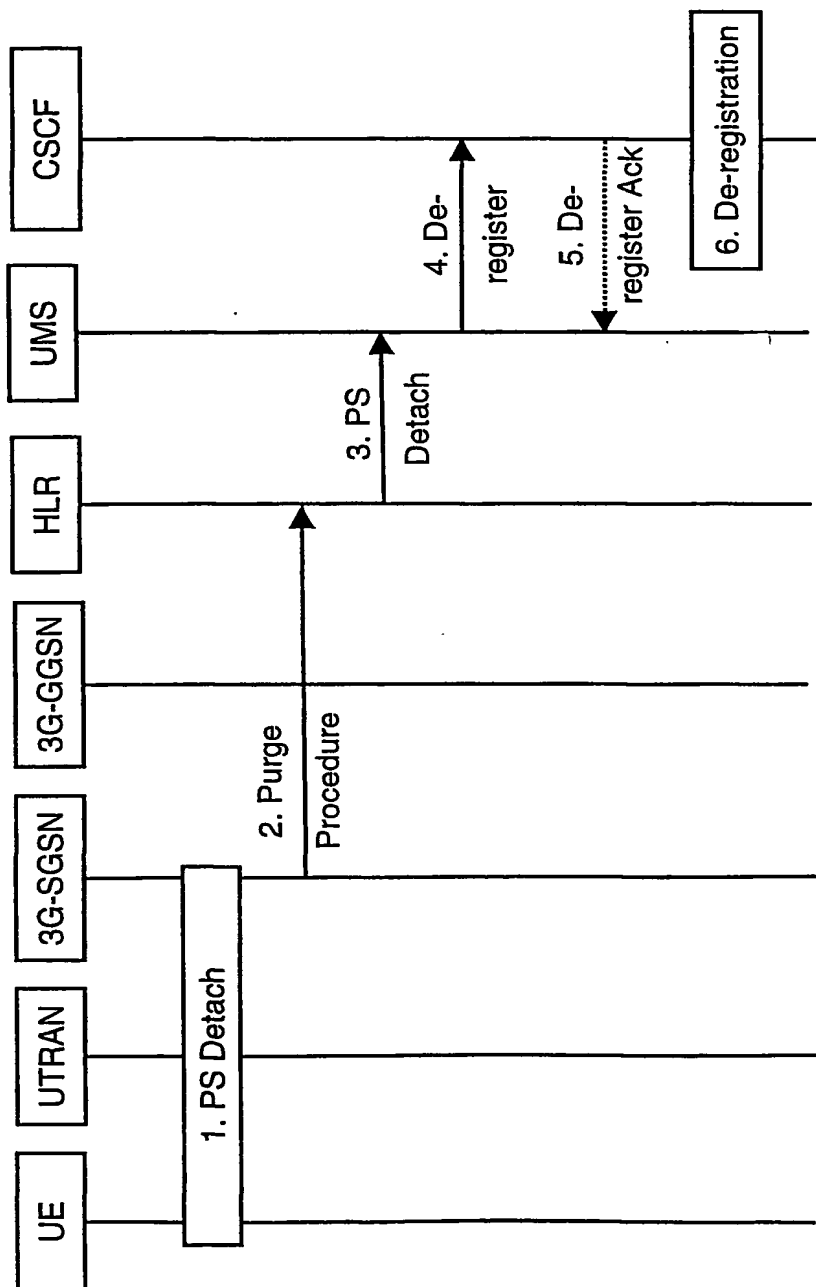 UE
UTRAN
3G-SGSN
3G-GGSN
HLR
UMS
CSCF
1. PS Detach
2. Purge
Procedure
3. PS
Detach
4. De-
register
5. De-
register Ack
6. De-registration